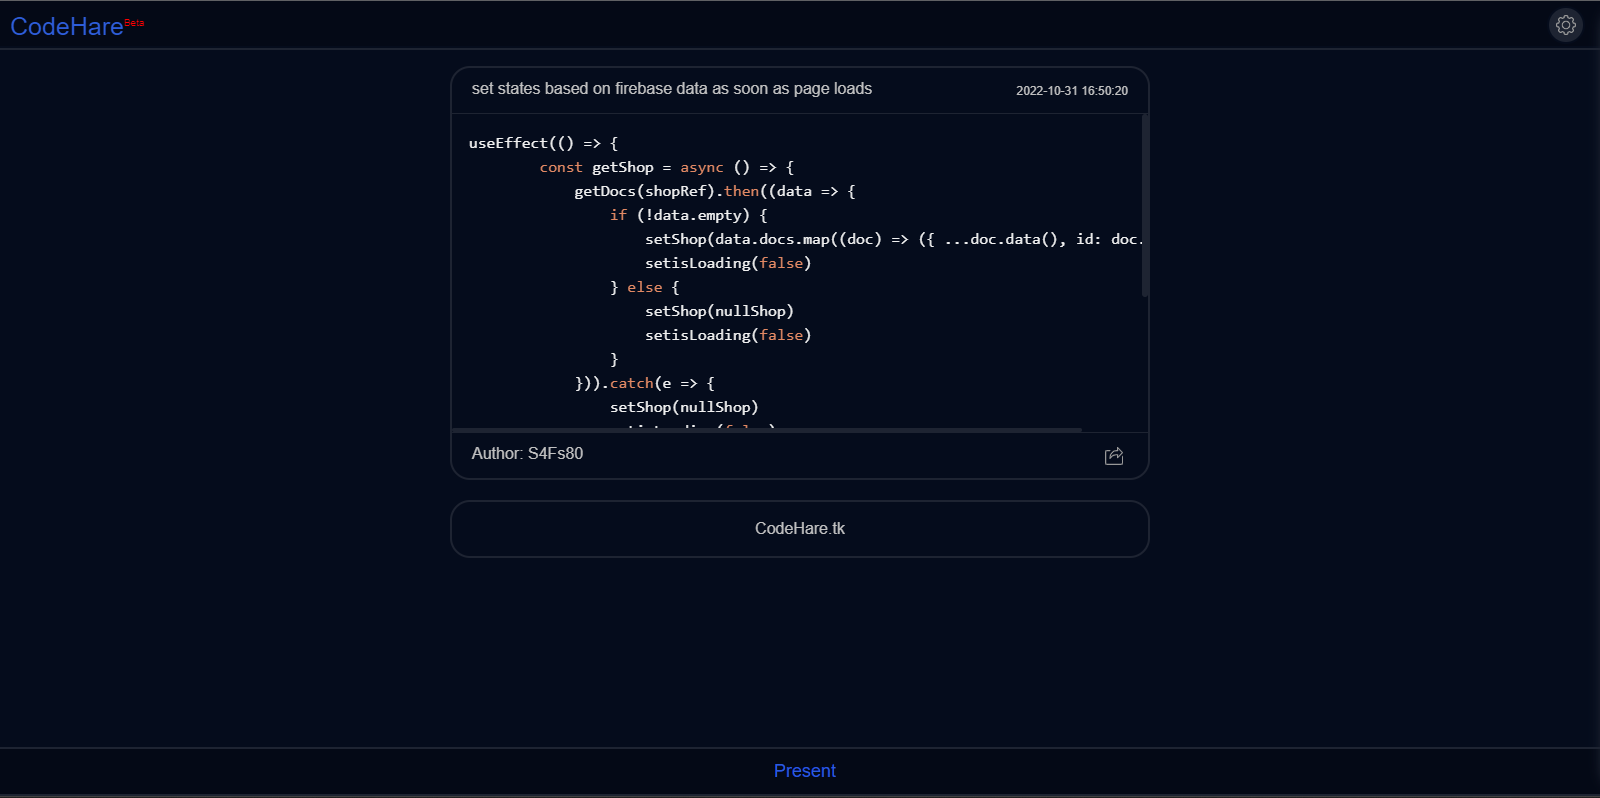 CodeHare Beta
set states based on firebase data as soon as page loads
2022-10-31 16:50:20
useEffect(() => {
        const getShop = async () => {
            getDocs(shopRef).then((data => {
                if (!data.empty) {
                    setShop(data.docs.map((doc) => ({ ...doc.data(), id: doc.
                    setisLoading(false)
                } else {
                    setShop(nullShop)
                    setisLoading(false)
                }
            })).catch(e => {
                setShop(nullShop)
                setisLoading(false)
Author: S4Fs80
CodeHare.tk
Present